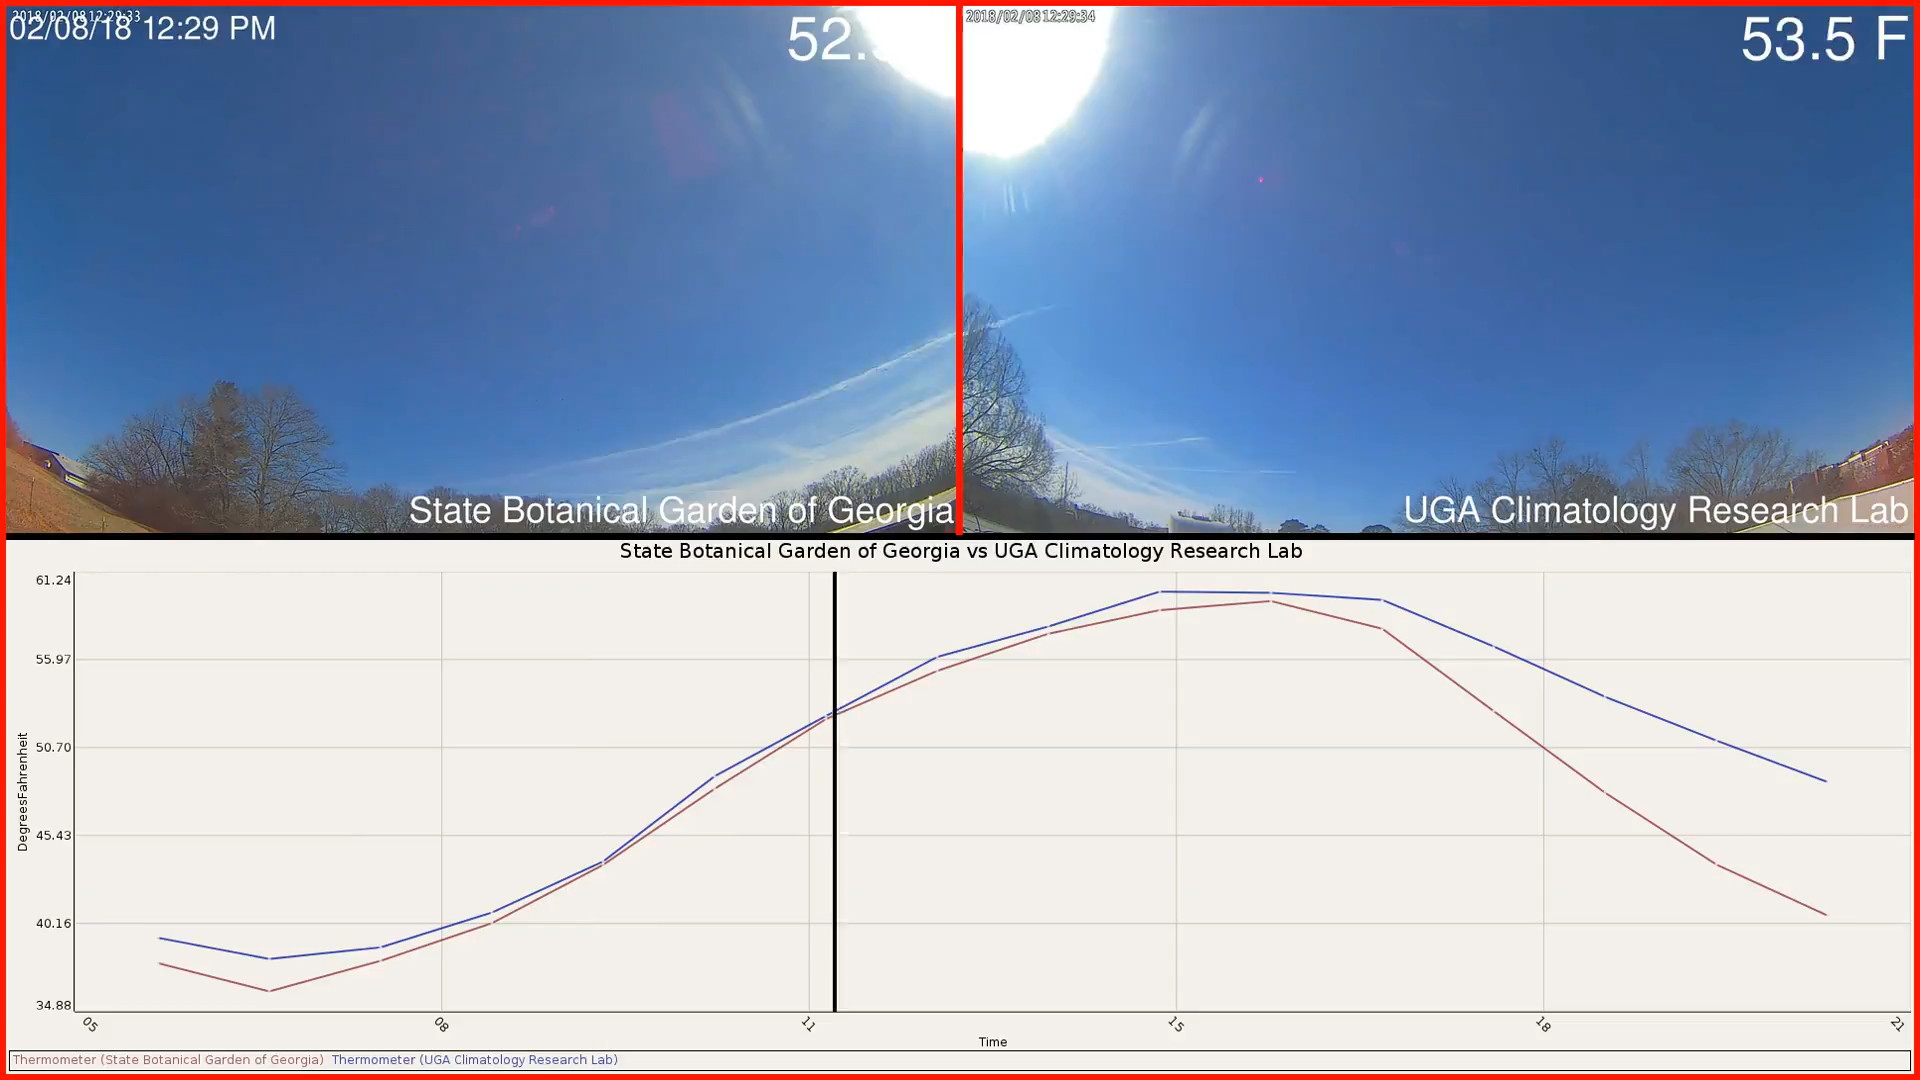 2018/02/08 12:29:33
02/08/18 12:29 PM
52.
State Botanical Garden of Georgia
2018/02/08 12:29:34
53.5 F
UGA Climatology Research Lab
State Botanical Garden of Georgia vs UGA Climatology Research Lab
61.24
55.97
50.70
45.43
40.16
34.88
DegreesFahrenheit
05 08 11 15 18 21
Time
Thermometer (State Botanical Garden of Georgia) Thermometer (UGA Climatology Research Lab)